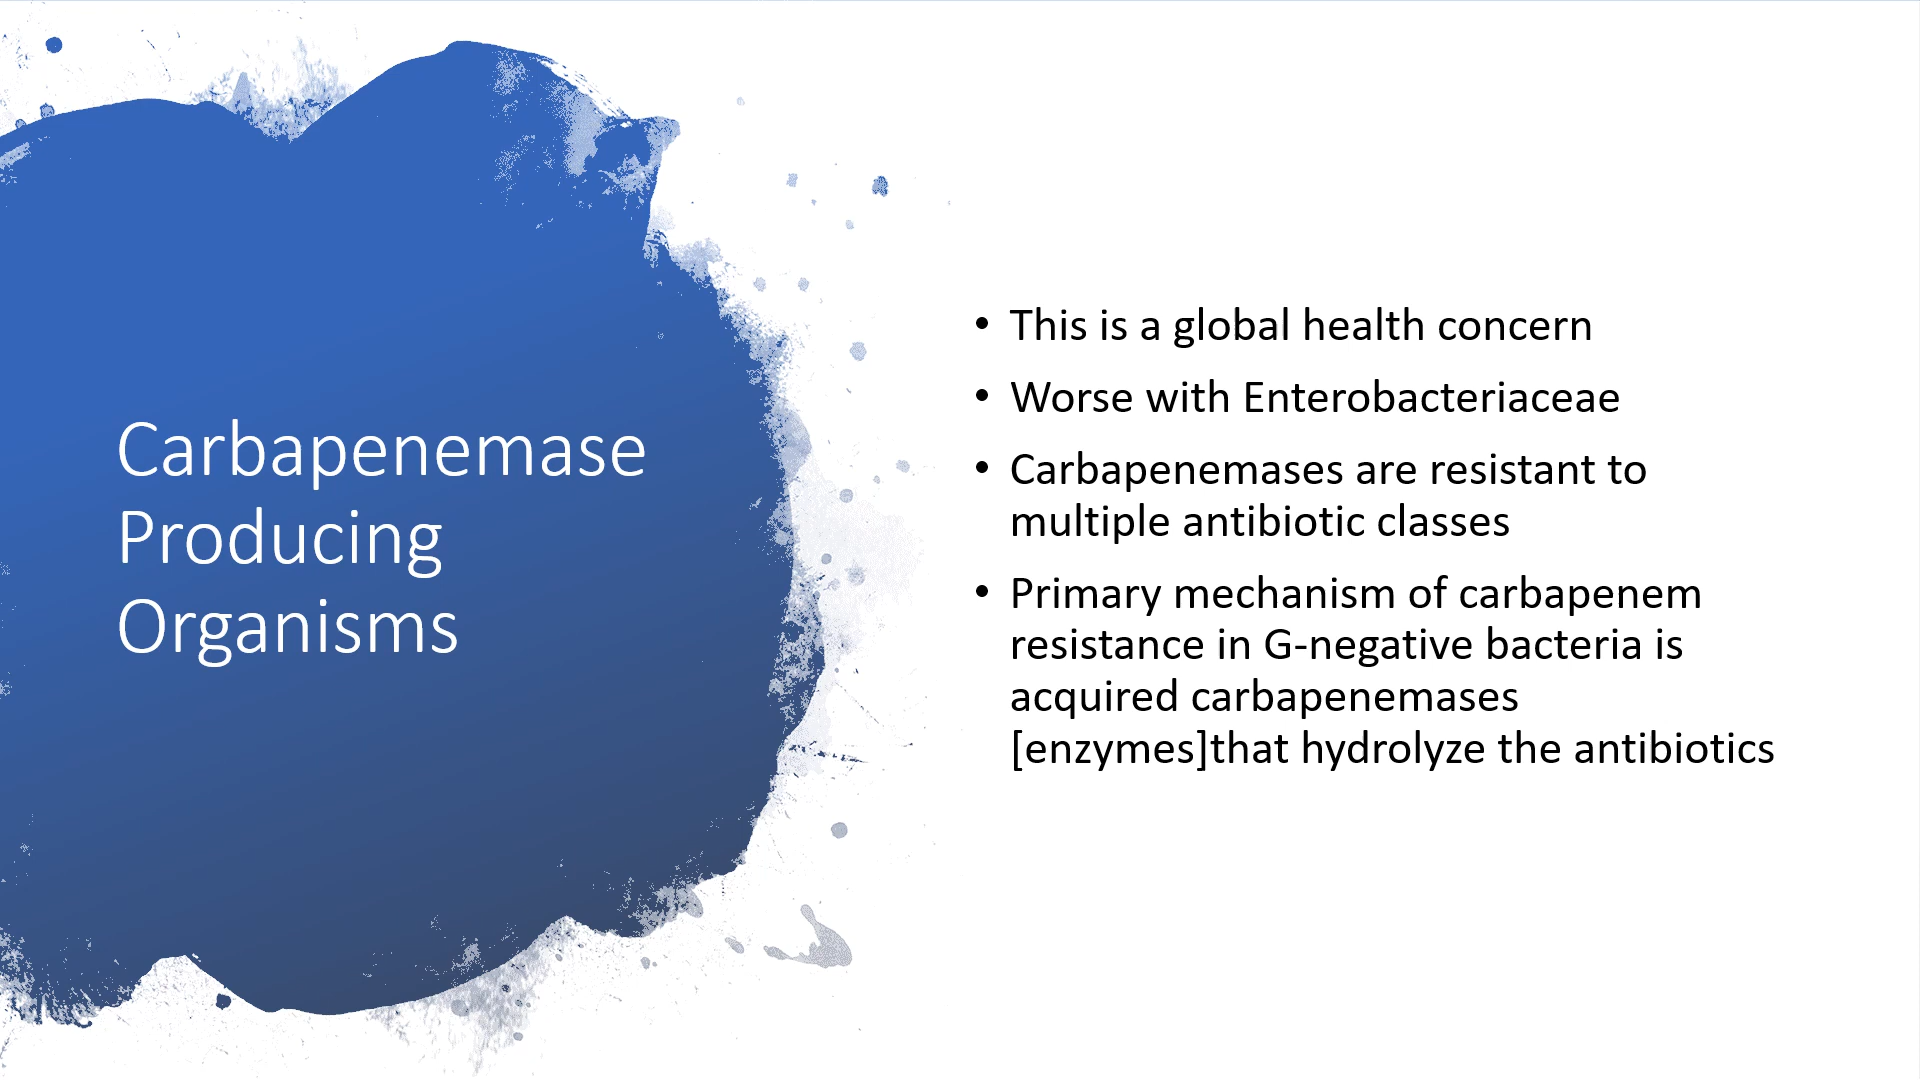 Carbapenemase
Producing
Organisms
• This is a global health concern
• Worse with Enterobacteriaceae
• Carbapenemases are resistant to
multiple antibiotic classes
• Primary mechanism of carbapenem
resistance in G-negative bacteria is
acquired carbapenemases
[enzymes]that hydrolyze the antibiotics